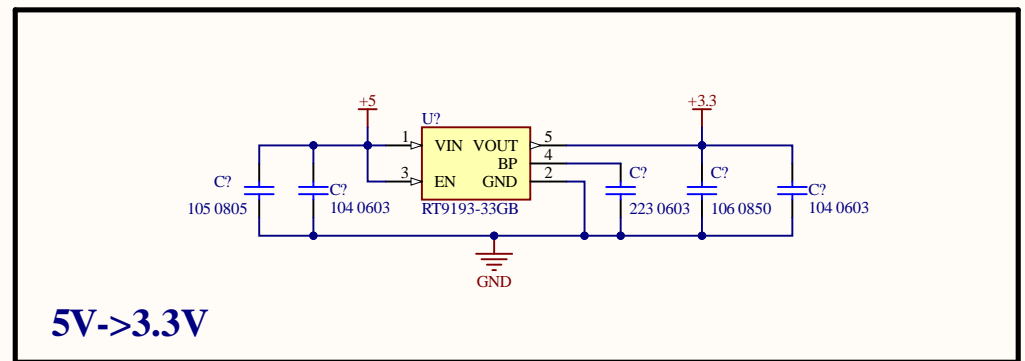 +5
+3.3
U?
1
VIN
VOUT
5
BP
4
3
EN
GND
2
RT9193-33GB
C?
105 0805
C?
104 0603
C?
223 0603
C?
106 0850
C?
104 0603
GND
5V->3.3V